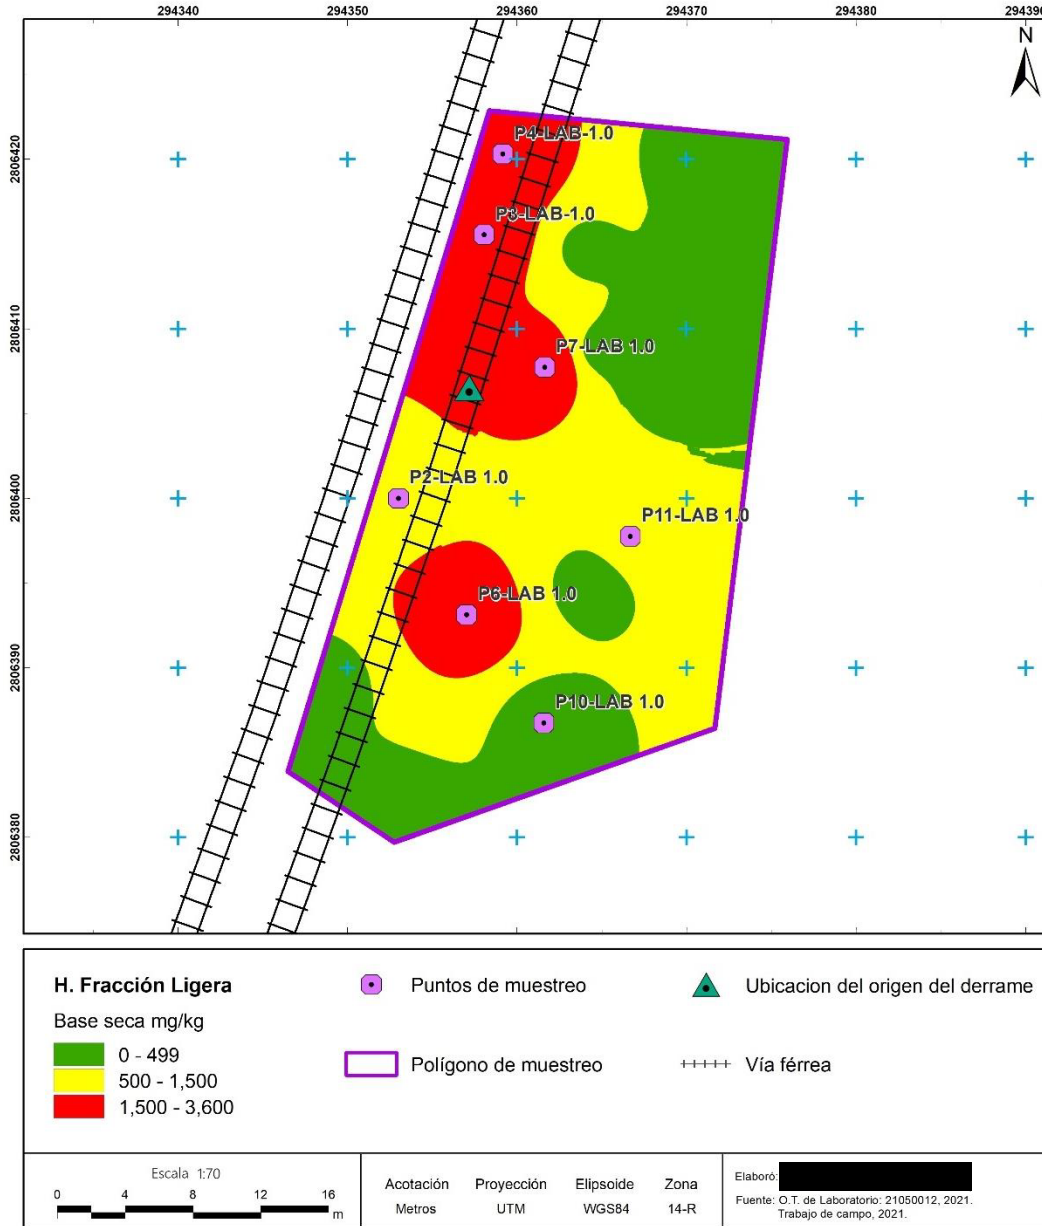 294340 294350 294360 294370 294380 294390
N
2806420
2806410
2806400
2806390
2806380
P4-LAB-1.0
P3-LAB-1.0
P7-LAB 1.0
P2-LAB 1.0
P11-LAB 1.0
P6-LAB 1.0
P10-LAB 1.0
H. Fracción Ligera
Base seca mg/kg
0 - 499
500 - 1,500
1,500 - 3,600
Puntos de muestreo
Polígono de muestreo
Ubicacion del origen del derrame
Vía férrea
Escala 1:70
0 4 8 12 16
m
Acotación Proyección Elipsoide Zona
Metros UTM WGS84 14-R
Elaboró:
Fuente: O.T. de Laboratorio: 21050012, 2021.
Trabajo de campo, 2021.